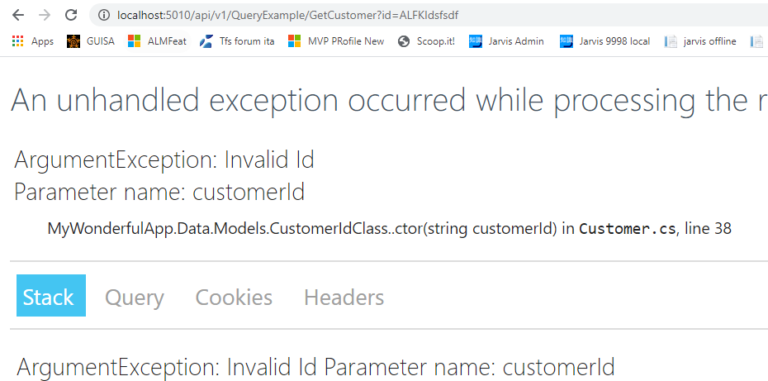 localhost:5010/api/v1/QueryExample/GetCustomer?id=ALFKIdsfsdf
Apps GUISA ALMFeat Tfs forum ita MVP PRofile New Scoop.it! Jarvis Admin Jarvis 9998 local jarvis offline
An unhandled exception occurred while processing the r
ArgumentException: Invalid Id
Parameter name: customerId
MyWonderfulApp.Data.Models.CustomerIdClass..ctor(string customerId) in Customer.cs, line 38
Stack Query Cookies Headers
ArgumentException: Invalid Id Parameter name: customerId